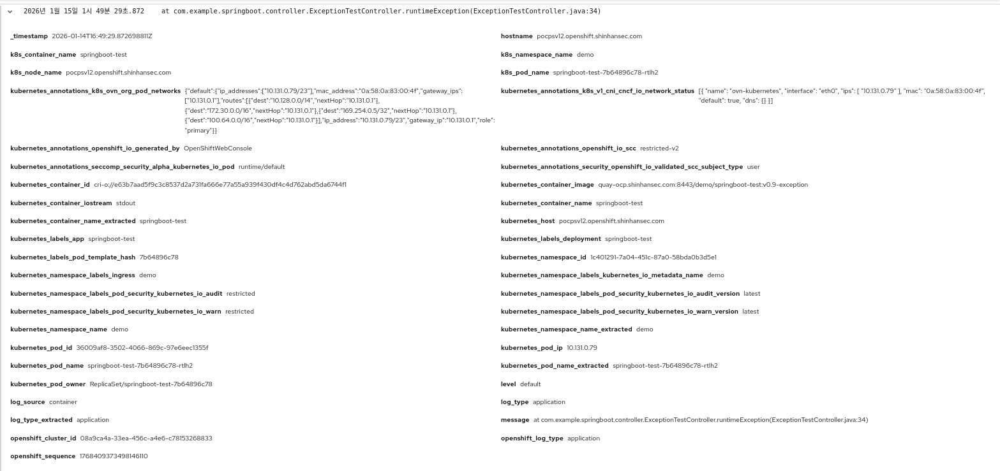 2026년 1월 15일 1시 49분 29초.872 at com.example.springboot.controller.ExceptionTestController.runtimeException(ExceptionTestController.java:34)
_timestamp 2026-01-14T16:49:29.872698811Z
hostname pocpsv12.openshift.shinhansec.com
k8s_container_name springboot-test
k8s_namespace_name demo
k8s_node_name pocpsv12.openshift.shinhansec.com
k8s_pod_name springboot-test-7b64896c78-rtlh2
kubernetes_annotations_k8s_ovn_org_pod_networks {"default":{"ip_addresses":["10.131.0.79/23"],"mac_address":"0a:58:0a:83:00:4f","gateway_ips":
["10.131.0.1"],"routes":[{"dest":"10.128.0.0/14","nextHop":"10.131.0.1"},
{"dest":"172.30.0.0/16","nextHop":"10.131.0.1"},{"dest":"169.254.0.5/32","nextHop":"10.131.0.1"},
{"dest":"100.64.0.0/16","nextHop":"10.131.0.1"}],"ip_address":"10.131.0.79/23","gateway_ip":"10.131.0.1","role":
"primary"}}
kubernetes_annotations_k8s_v1_cni_cncf_io_network_status [{ "name": "ovn-kubernetes", "interface": "eth0", "ips": [ "10.131.0.79" ], "mac": "0a:58:0a:83:00:4f",
"default": true, "dns": {} }]
kubernetes_annotations_openshift_io_generated_by OpenShiftWebConsole
kubernetes_annotations_openshift_io_scc restricted-v2
kubernetes_annotations_seccomp_security_alpha_kubernetes_io_pod runtime/default
kubernetes_annotations_security_openshift_io_validated_scc_subject_type user
kubernetes_container_id cri-o://e63b7aad5f9c3c8537d2a731fa666e77a55a939f430df4c4d762abd5da6744f1
kubernetes_container_image quay-ocp.shinhansec.com:8443/demo/springboot-test:v0.9-exception
kubernetes_container_iostream stdout
kubernetes_container_name springboot-test
kubernetes_container_name_extracted springboot-test
kubernetes_host pocpsv12.openshift.shinhansec.com
kubernetes_labels_app springboot-test
kubernetes_labels_deployment springboot-test
kubernetes_labels_pod_template_hash 7b64896c78
kubernetes_namespace_id 1c401291-7a04-451c-87a0-58bda0b3d5e1
kubernetes_namespace_labels_ingress demo
kubernetes_namespace_labels_kubernetes_io_metadata_name demo
kubernetes_namespace_labels_pod_security_kubernetes_io_audit restricted
kubernetes_namespace_labels_pod_security_kubernetes_io_audit_version latest
kubernetes_namespace_labels_pod_security_kubernetes_io_warn restricted
kubernetes_namespace_labels_pod_security_kubernetes_io_warn_version latest
kubernetes_namespace_name demo
kubernetes_namespace_name_extracted demo
kubernetes_pod_id 36009af8-3502-4066-869c-97e6eec1355f
kubernetes_pod_ip 10.131.0.79
kubernetes_pod_name springboot-test-7b64896c78-rtlh2
kubernetes_pod_name_extracted springboot-test-7b64896c78-rtlh2
kubernetes_pod_owner ReplicaSet/springboot-test-7b64896c78
level default
log_source container
log_type application
log_type_extracted application
message at com.example.springboot.controller.ExceptionTestController.runtimeException(ExceptionTestController.java:34)
openshift_cluster_id 08a9ca4a-33ea-456c-a4e6-c78153268833
openshift_log_type application
openshift_sequence 1768409373498146110